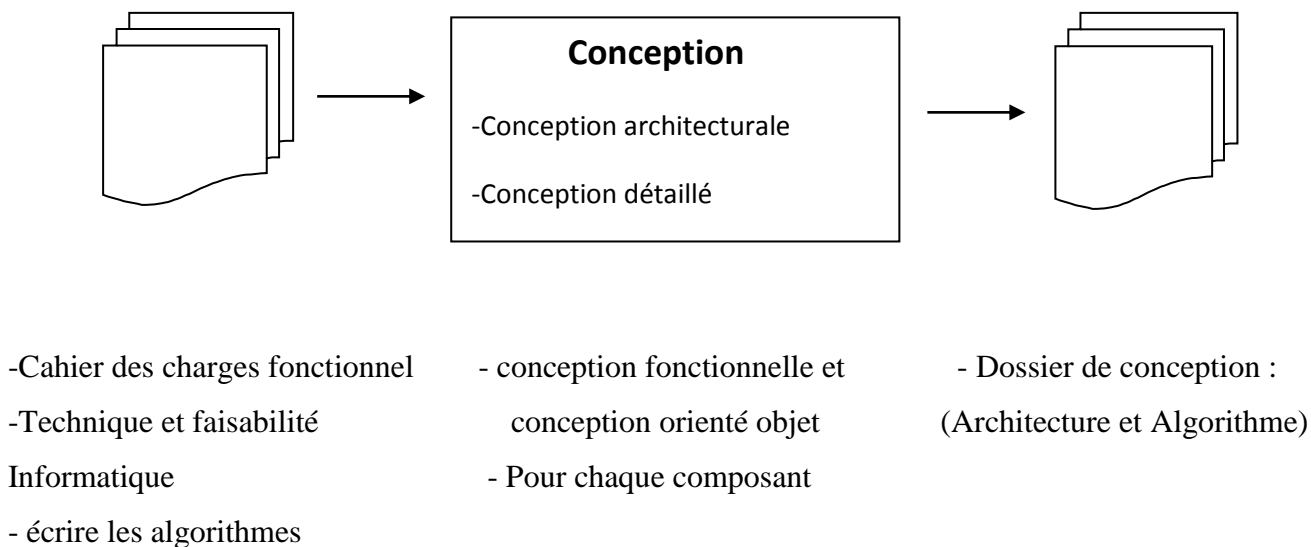 Conception
-Conception architecturale
-Conception détaillé
-Cahier des charges fonctionnel
-Technique et faisabilité
Informatique
- écrire les algorithmes
- conception fonctionnelle et
conception orienté objet
- Pour chaque composant
- Dossier de conception :
(Architecture et Algorithme)